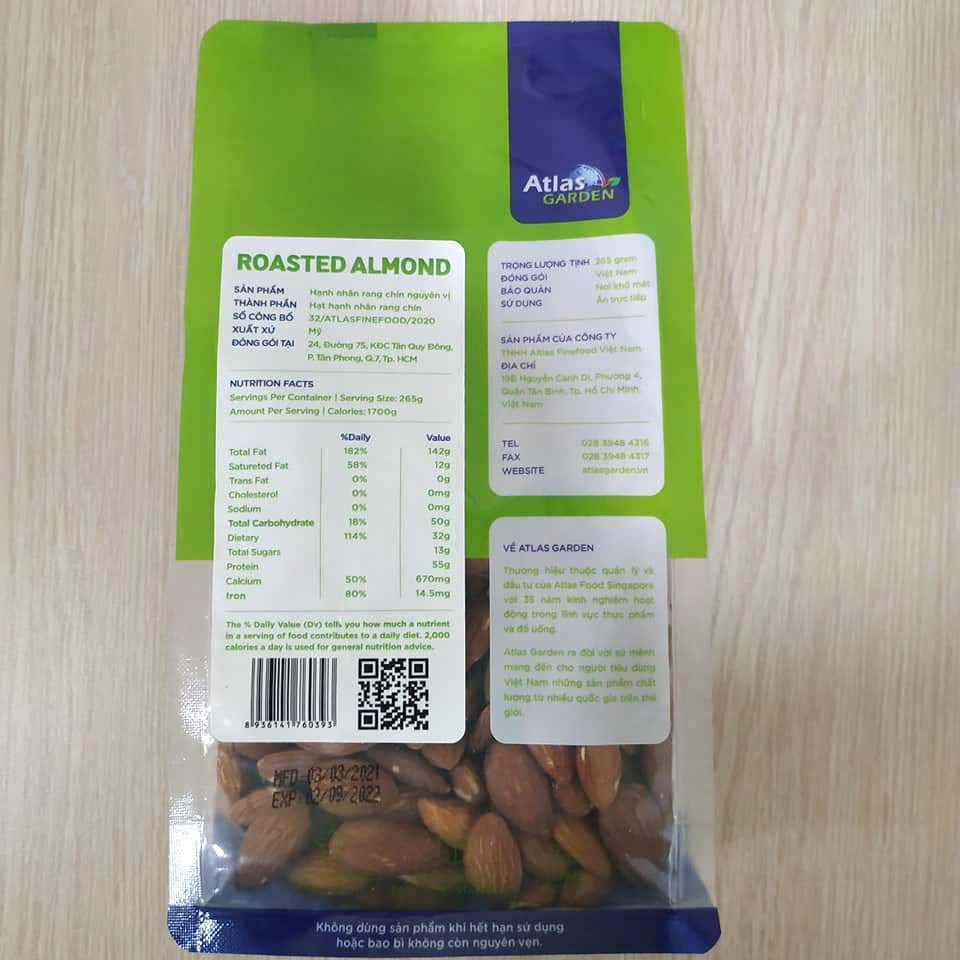 Atlas
GARDEN
ROASTED ALMOND
SẢN PHẨM Hạnh nhân rang chín nguyên vị
THÀNH PHẦN Hạt hạnh nhân rang chín
SỐ CÔNG BỐ 32/ATLASFINEFOOD/2020
XUẤT XỨ Mỹ
ĐÓNG GÓI TẠI 24, Đường 75, KĐC Tân Quy Đông,
P. Tân Phong, Q.7, Tp. HCM
NUTRITION FACTS
Servings Per Container | Serving Size: 265g
Amount Per Serving | Calories: 1700g
%Daily Value
Total Fat 182% 142g
Satureted Fat 58% 12g
Trans Fat 0% 0g
Cholesterol 0% 0mg
Sodium 0% 0mg
Total Carbohydrate 18% 50g
Dietary 114% 32g
Total Sugars 13g
Protein 55g
Calcium 50% 670mg
Iron 80% 14.5mg
The % Daily Value (Dv) tells you how much a nutrient
in a serving of food contributes to a daily diet. 2,000
calories a day is used for general nutrition advice.
8 936141 760393
TRỌNG LƯỢNG TỊNH 265 gram
ĐÓNG GÓI Việt Nam
BẢO QUẢN Nơi khô mát
SỬ DỤNG Ăn trực tiếp
SẢN PHẨM CỦA CÔNG TY
TNHH Altlas Finefood Việt Nam
ĐỊA CHỈ
19B Nguyễn Cảnh Dị, Phường 4,
Quận Tân Bình, Tp. Hồ Chí Minh,
Việt Nam
TEL 028 3948 4316
FAX 028 3948 4317
WEBSITE atlasgarden.vn
VỀ ATLAS GARDEN
Thương hiệu thuộc quản lý và
đầu tư của Atlas Food Singapore
với 35 năm kinh nghiệm hoạt
động trong lĩnh vực thực phẩm
và đồ uống.
Atlas Garden ra đời với sứ mệnh
mang đến cho người tiêu dùng
Việt Nam những sản phẩm chất
lượng từ nhiều quốc gia trên thế
giới.
MFD 03/03/2021
EXP: 02/09/2022
Không dùng sản phẩm khi hết hạn sử dụng
hoặc bao bì không còn nguyên vẹn.